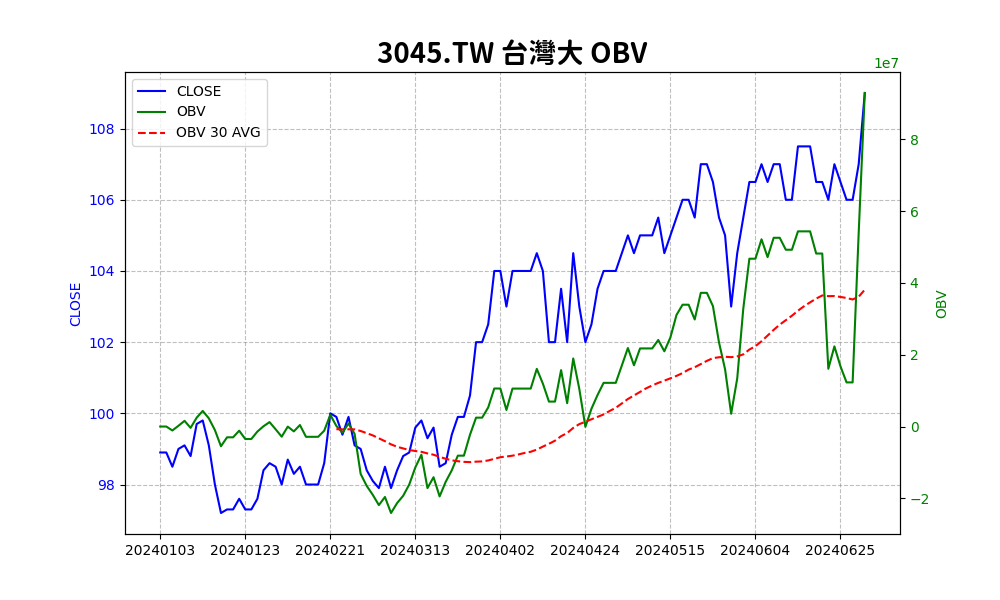 3045.TW 台灣大 OBV
1e7
CLOSE
OBV
OBV 30 AVG
108
106
104
102
100
98
CLOSE
8
6
4
2
0
−2
OBV
20240103 20240123 20240221 20240313 20240402 20240424 20240515 20240604 20240625